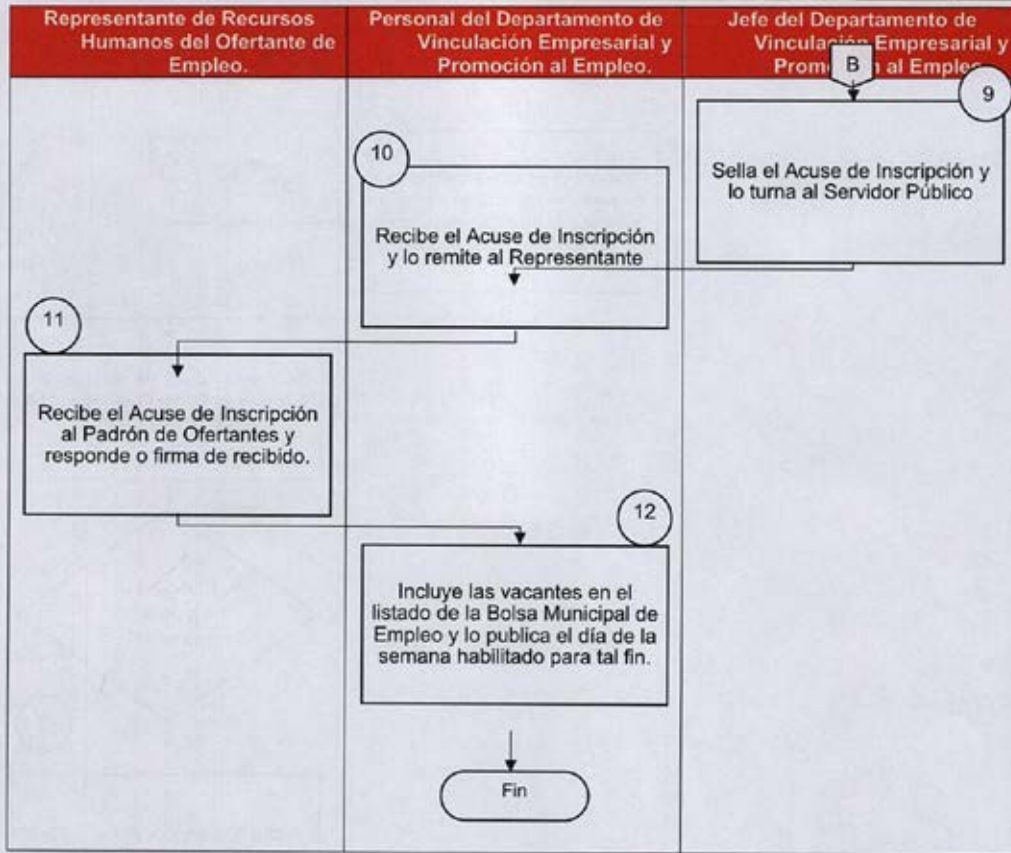 Representante de Recursos
Humanos del Ofertante de
Empleo.
Personal del Departamento de
Vinculación Empresarial y
Promoción al Empleo.
Jefe del Departamento de
Vinculación Empresarial y
al Empleo
B
9
Sella el Acuse de Inscripción y
lo turna al Servidor Público
10
Recibe el Acuse de Inscripción
y lo remite al Representante
11
Recibe el Acuse de Inscripción
al Padrón de Ofertantes y
responde o firma de recibido.
12
Incluye las vacantes en el
listado de la Bolsa Municipal de
Empleo y lo publica el día de la
semana habilitado para tal fin.
Fin